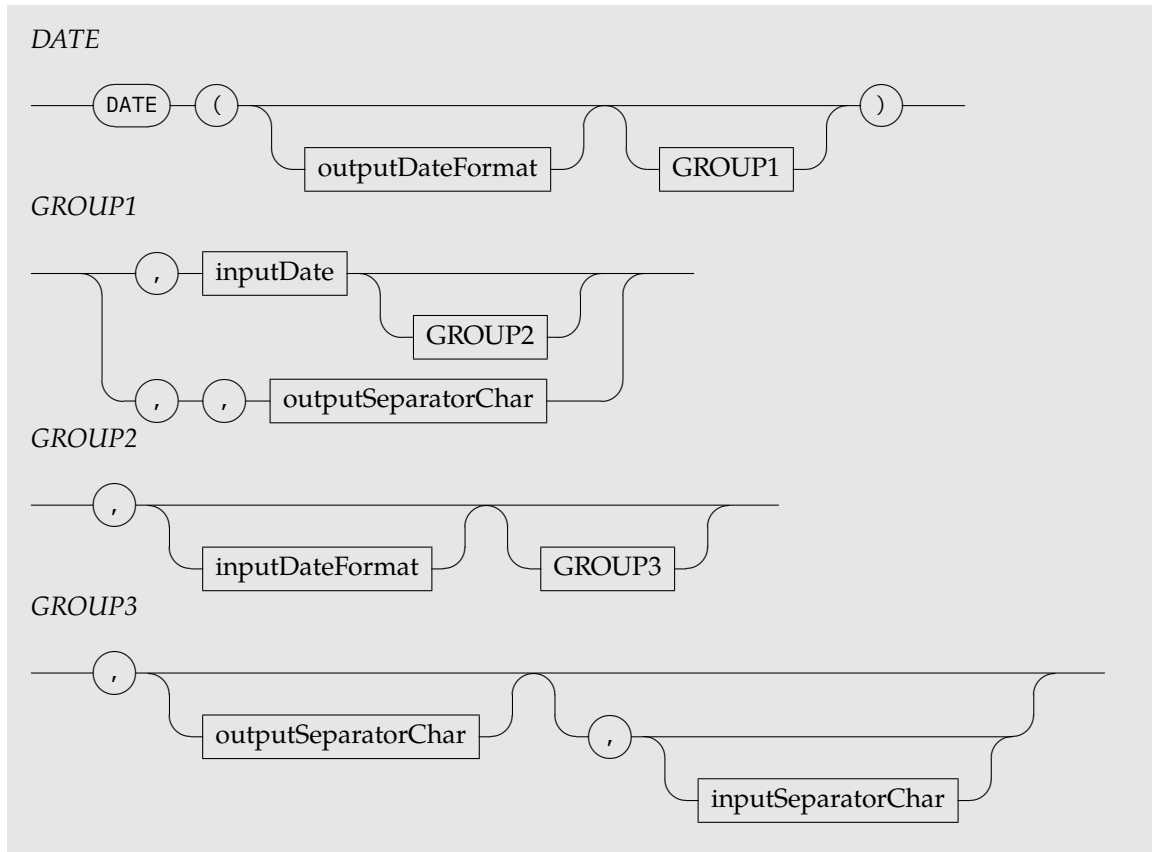 DATE
DATE ( outputDateFormat GROUP1 )
GROUP1
, inputDate GROUP2
, , outputSeparatorChar
GROUP2
, inputDateFormat GROUP3
GROUP3
, outputSeparatorChar , inputSeparatorChar